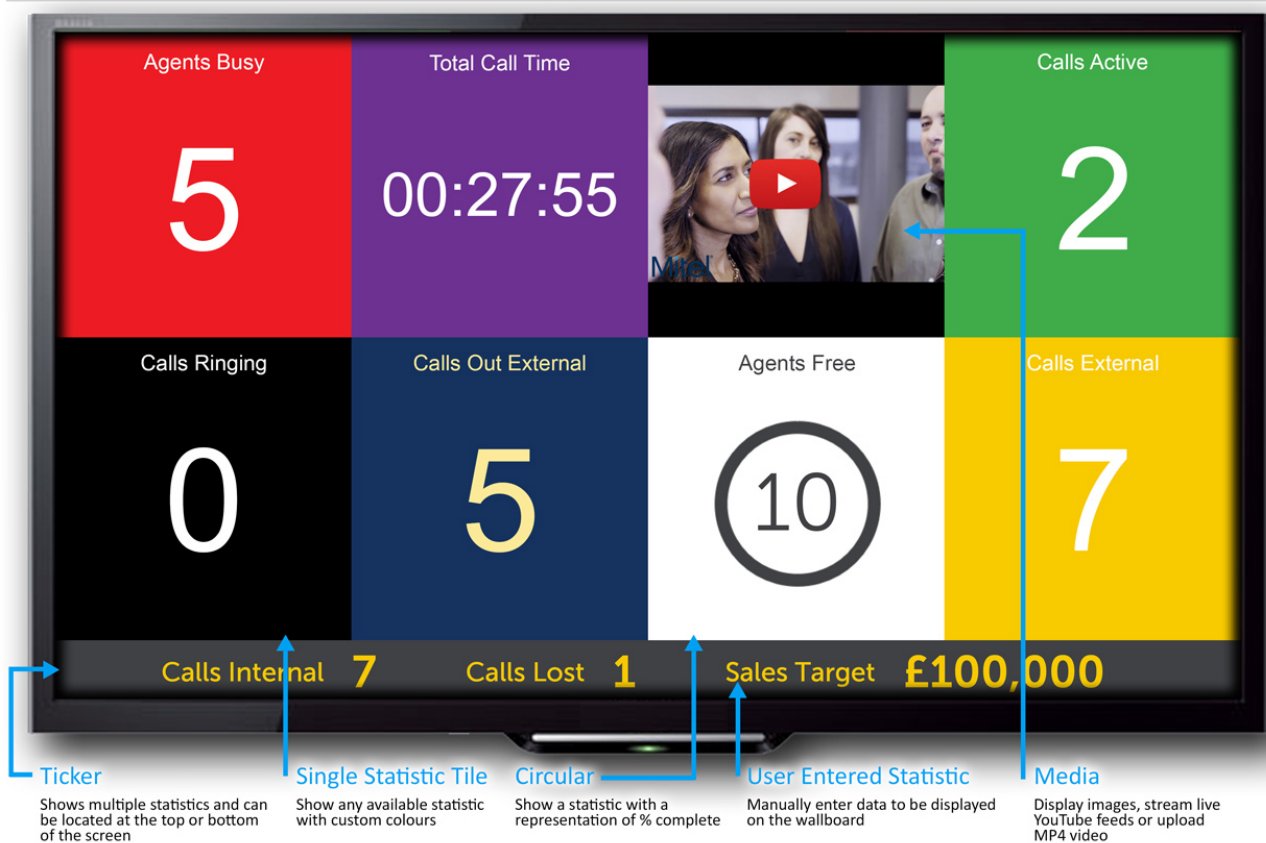 Agents Busy
5
Total Call Time
00:27:55
Mitel
Calls Active
2
Calls Ringing
0
Calls Out External
5
Agents Free
10
Calls External
7
Calls Internal 7 Calls Lost 1 Sales Target £100,000
Ticker
Shows multiple statistics and can
be located at the top or bottom
of the screen
Single Statistic Tile
Show any available statistic
with custom colours
Circular
Show a statistic with a
representation of % complete
User Entered Statistic
Manually enter data to be displayed
on the wallboard
Media
Display images, stream live
YouTube feeds or upload
MP4 video